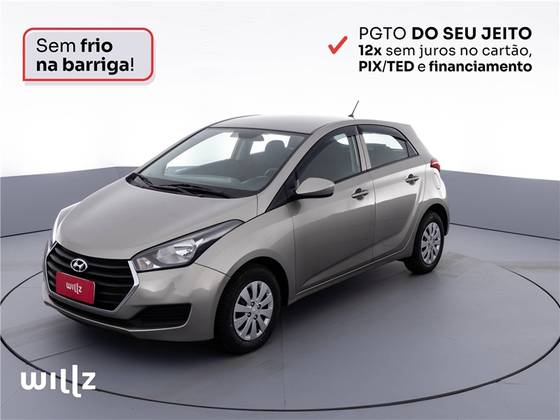 Sem frio
na barriga!
PGTO DO SEU JEITO
12x sem juros no cartão,
PIX/TED e financiamento
willz
willz